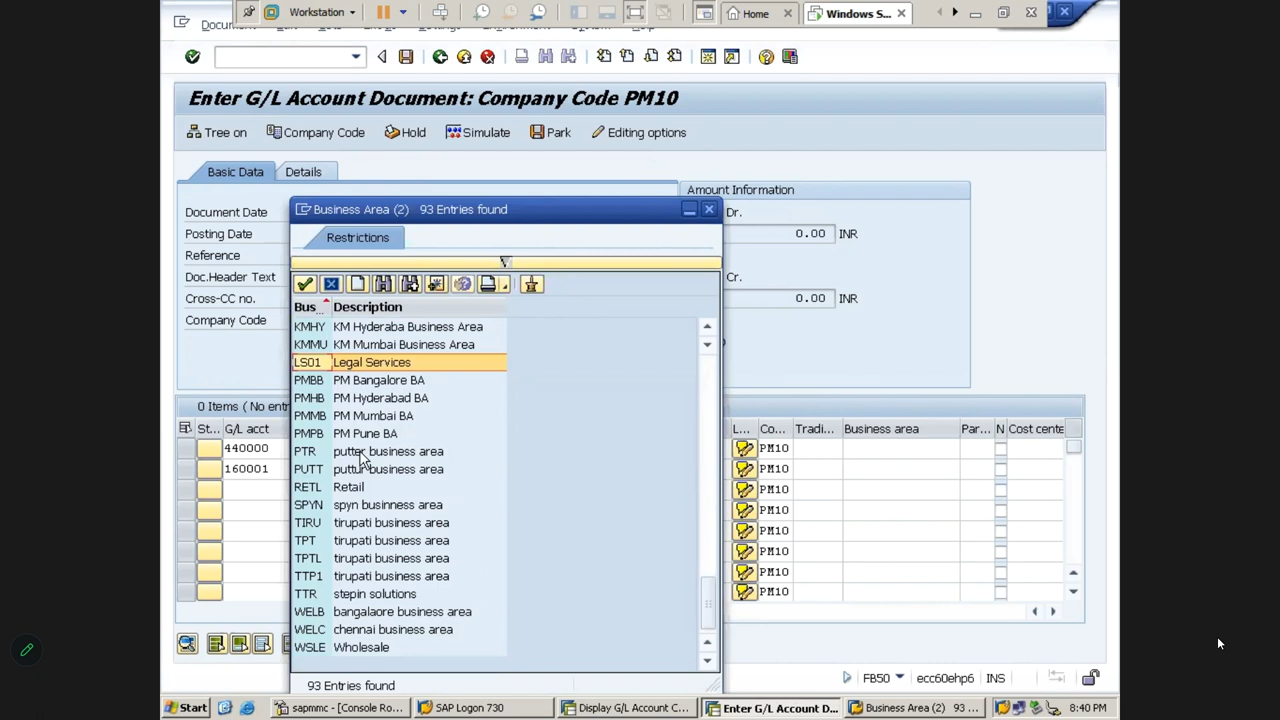 Workstation
Home
Windows S...
Document
Enter G/L Account Document: Company Code PM10
Tree on
Company Code
Hold
Simulate
Park
Editing options
Basic Data
Details
Amount Information
Document Date
Dr.
Posting Date
0.00
INR
Reference
Doc.Header Text
Cr.
Cross-CC no.
0.00
INR
Company Code
Business Area (2) 93 Entries found
Restrictions
Bus... Description
KMHY KM Hyderaba Business Area
KMMU KM Mumbai Business Area
LS01 Legal Services
PMBB PM Bangalore BA
PMHB PM Hyderabad BA
PMMB PM Mumbai BA
PMPB PM Pune BA
PTR putter business area
PUTT puttur business area
RETL Retail
SPYN spyn businness area
TIRU tirupati business area
TPT tirupati business area
TPTL tirupati business area
TTP1 tirupati business area
TTR stepin solutions
WELB bangalaore business area
WELC chennai business area
WSLE Wholesale
93 Entries found
0 Items ( No entr
St... G/L acct
440000
160001
L... Co... Tradi... Business area Par... N Cost cente
PM10
PM10
PM10
PM10
PM10
PM10
PM10
PM10
FB50 ecc60ehp6 INS
Start
sapmmc - [Console Ro...
SAP Logon 730
Display G/L Account C...
Enter G/L Account D...
Business Area (2) 93 ...
8:40 PM